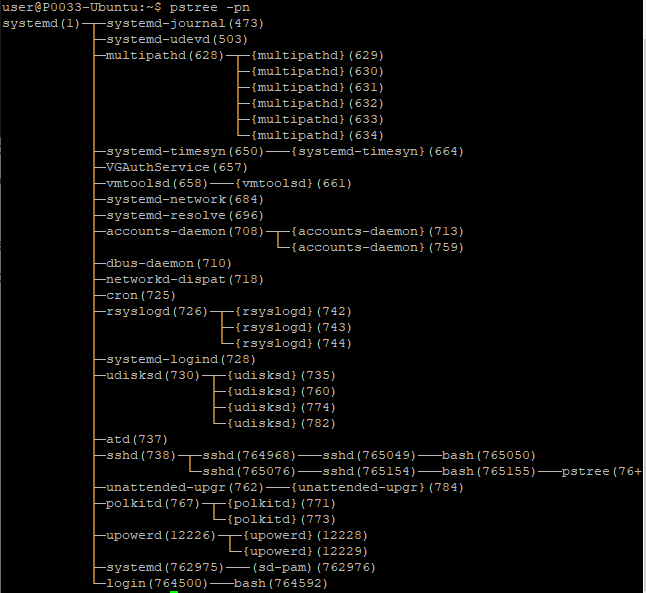 user@P0033-Ubuntu:~$ pstree -pn
systemd(1)─┬─systemd-journal(473)
           ├─systemd-udevd(503)
           ├─multipathd(628)─┬─{multipathd}(629)
           │                 ├─{multipathd}(630)
           │                 ├─{multipathd}(631)
           │                 ├─{multipathd}(632)
           │                 ├─{multipathd}(633)
           │                 └─{multipathd}(634)
           ├─systemd-timesyn(650)───{systemd-timesyn}(664)
           ├─VGAuthService(657)
           ├─vmtoolsd(658)───{vmtoolsd}(661)
           ├─systemd-network(684)
           ├─systemd-resolve(696)
           ├─accounts-daemon(708)─┬─{accounts-daemon}(713)
           │                      └─{accounts-daemon}(759)
           ├─dbus-daemon(710)
           ├─networkd-dispat(718)
           ├─cron(725)
           ├─rsyslogd(726)─┬─{rsyslogd}(742)
           │               ├─{rsyslogd}(743)
           │               └─{rsyslogd}(744)
           ├─systemd-logind(728)
           ├─udisksd(730)─┬─{udisksd}(735)
           │              ├─{udisksd}(760)
           │              ├─{udisksd}(774)
           │              └─{udisksd}(782)
           ├─atd(737)
           ├─sshd(738)─┬─sshd(764968)───sshd(765049)───bash(765050)
           │           └─sshd(765076)───sshd(765154)───bash(765155)───pstree(76+
           ├─unattended-upgr(762)───{unattended-upgr}(784)
           ├─polkitd(767)─┬─{polkitd}(771)
           │              └─{polkitd}(773)
           ├─upowerd(12226)─┬─{upowerd}(12228)
           │                └─{upowerd}(12229)
           ├─systemd(762975)───(sd-pam)(762976)
           └─login(764500)───bash(764592)